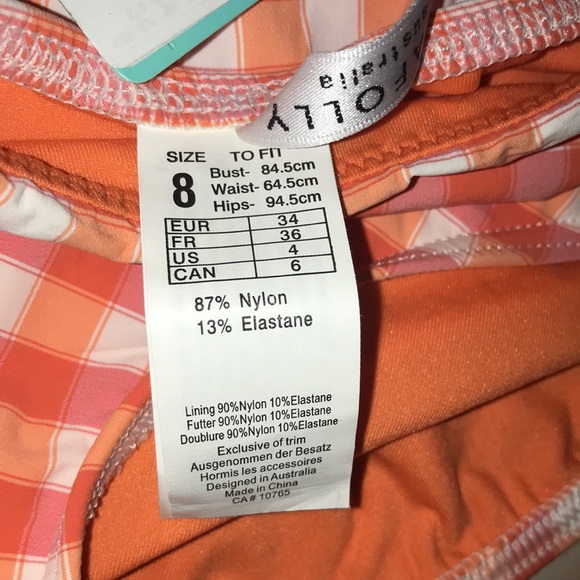 FOLLY
Australia
SIZE TO FIT
8 Bust- 84.5cm
Waist- 64.5cm
Hips- 94.5cm
EUR 34
FR 36
US 4
CAN 6
87% Nylon
13% Elastane
Lining 90%Nylon 10%Elastane
Futter 90%Nylon 10%Elastane
Doublure 90%Nylon 10%Elastane
Exclusive of trim
Ausgenommen der Besatz
Hormis les accessoires
Designed in Australia
Made in China
CA# 10765